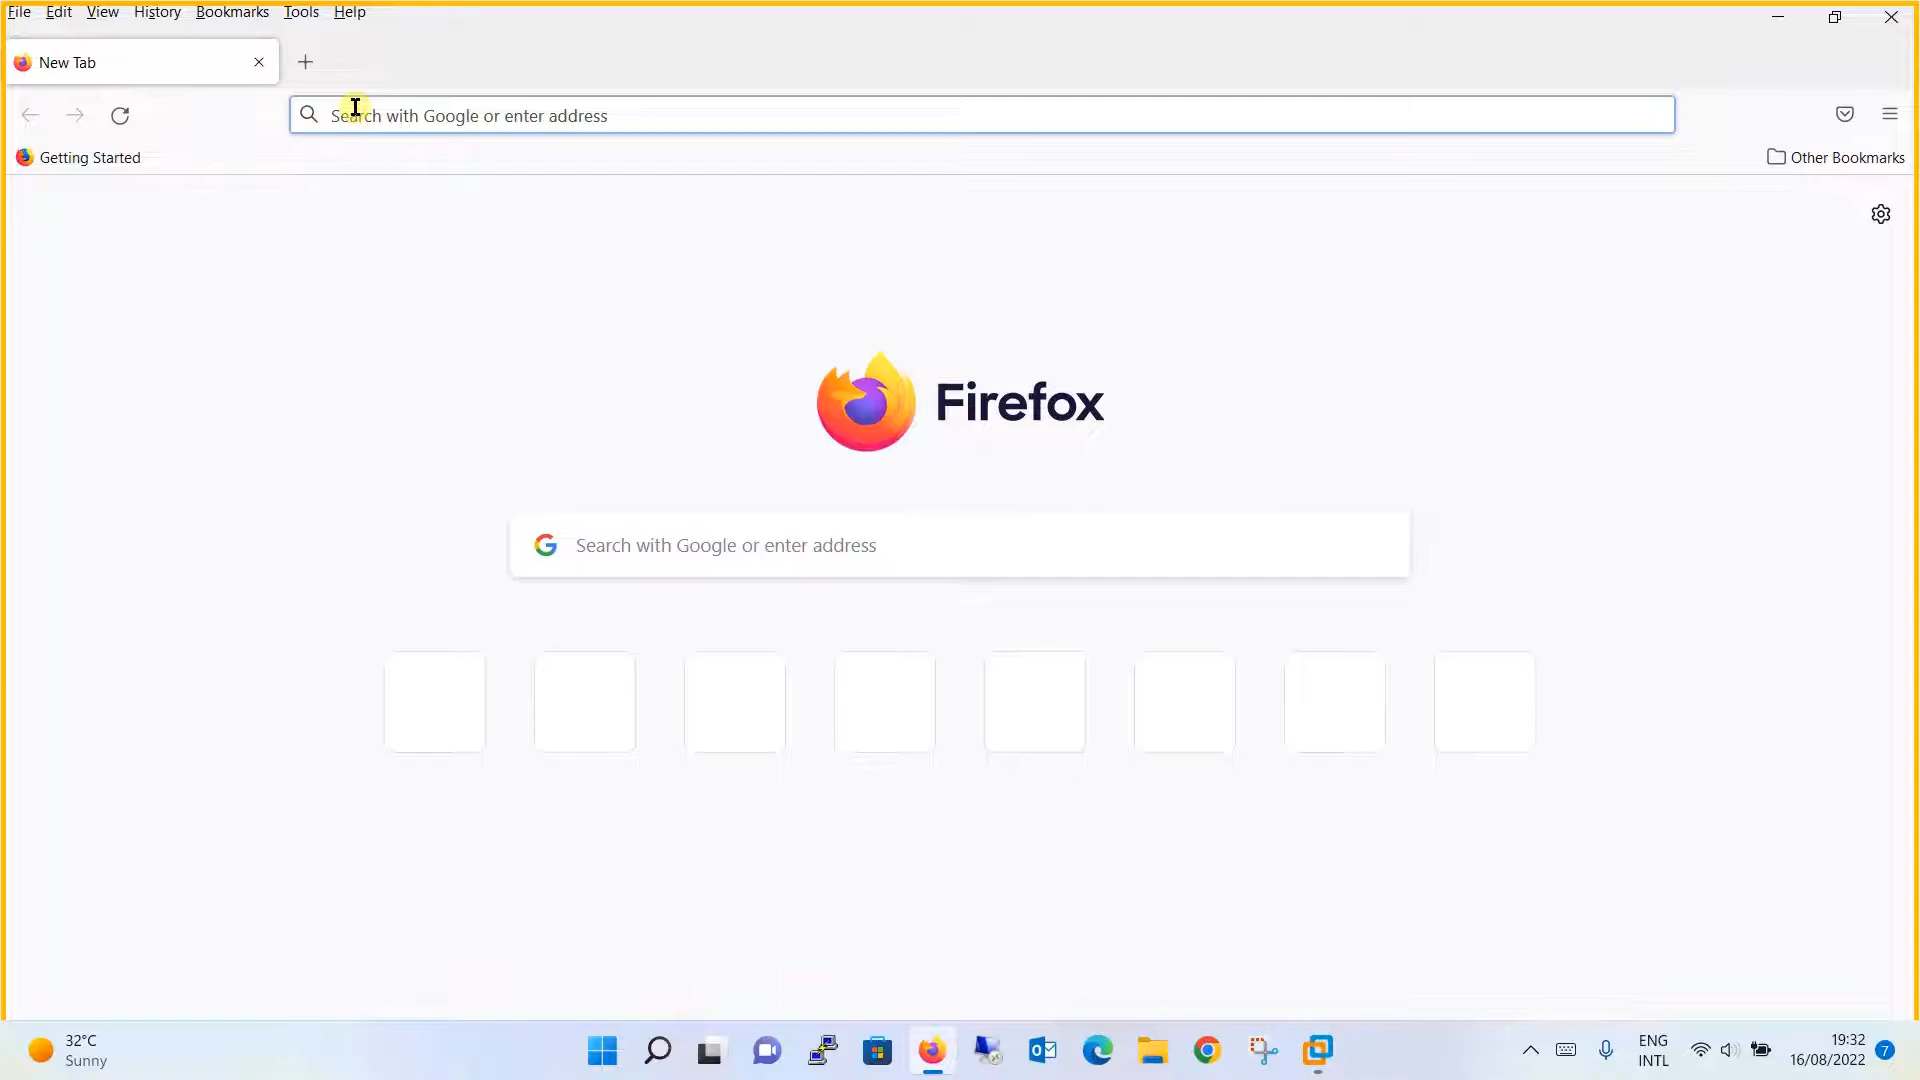 File Edit View History Bookmarks Tools Help
New Tab
Search with Google or enter address
Getting Started
Other Bookmarks
Firefox
Search with Google or enter address
32°C
Sunny
ENG
INTL
19:32
16/08/2022
7